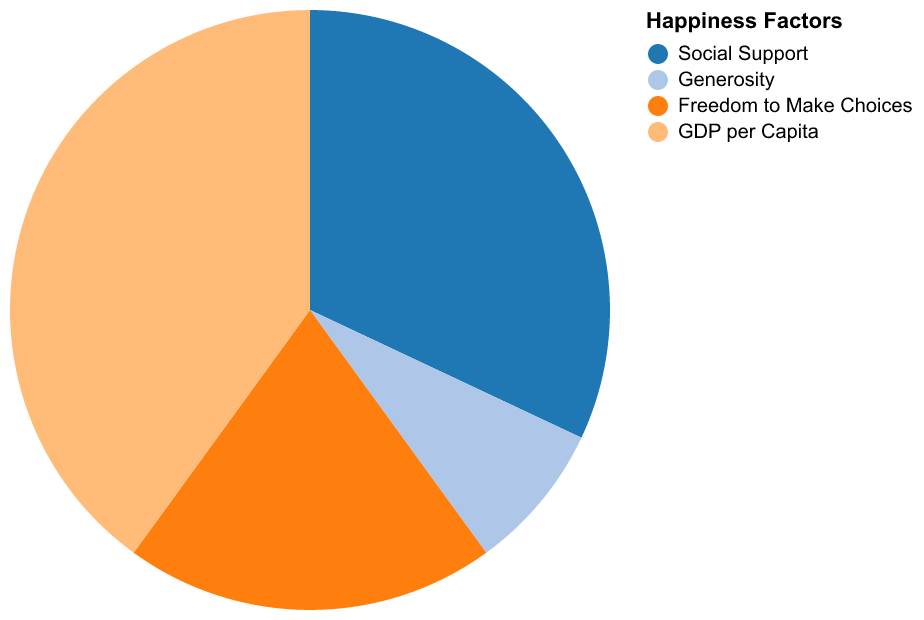 Happiness Factors
Social Support
Generosity
Freedom to Make Choices
GDP per Capita